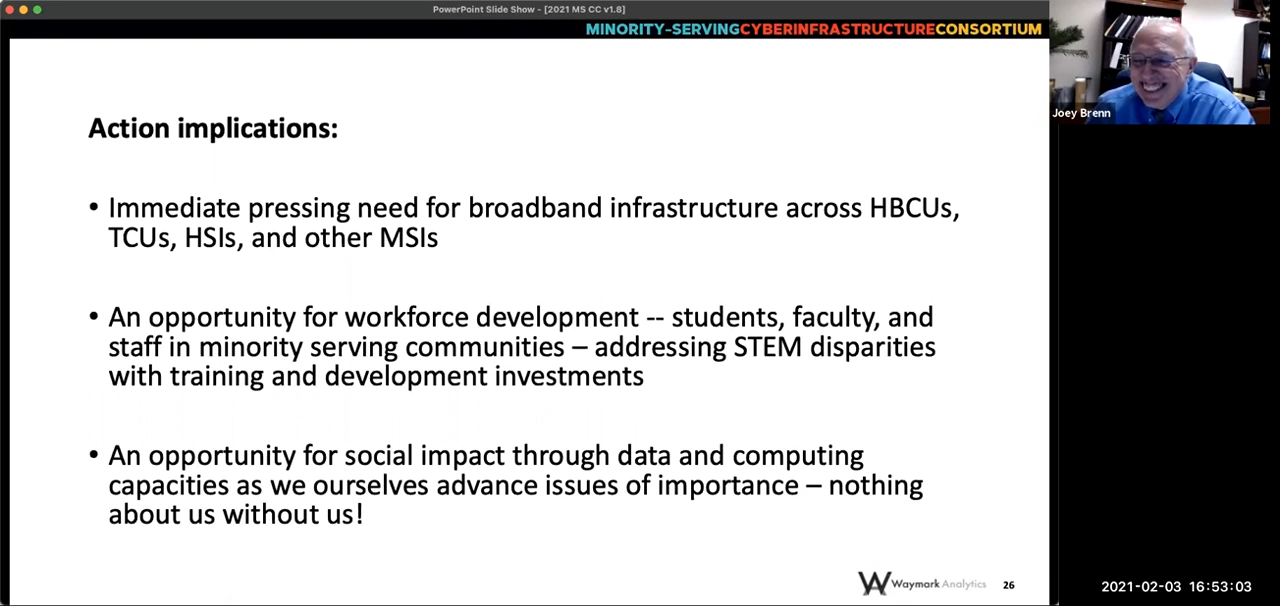 PowerPoint Slide Show - [2021 MS CC v1.8]
MINORITY-SERVINGCYBERINFRASTRUCTURECONSORTIUM
Joey Brenn
Action implications:
• Immediate pressing need for broadband infrastructure across HBCUs,
TCUs, HSIs, and other MSIs
• An opportunity for workforce development -- students, faculty, and
staff in minority serving communities – addressing STEM disparities
with training and development investments
• An opportunity for social impact through data and computing
capacities as we ourselves advance issues of importance – nothing
about us without us!
Waymark Analytics
26
2021-02-03 16:53:03